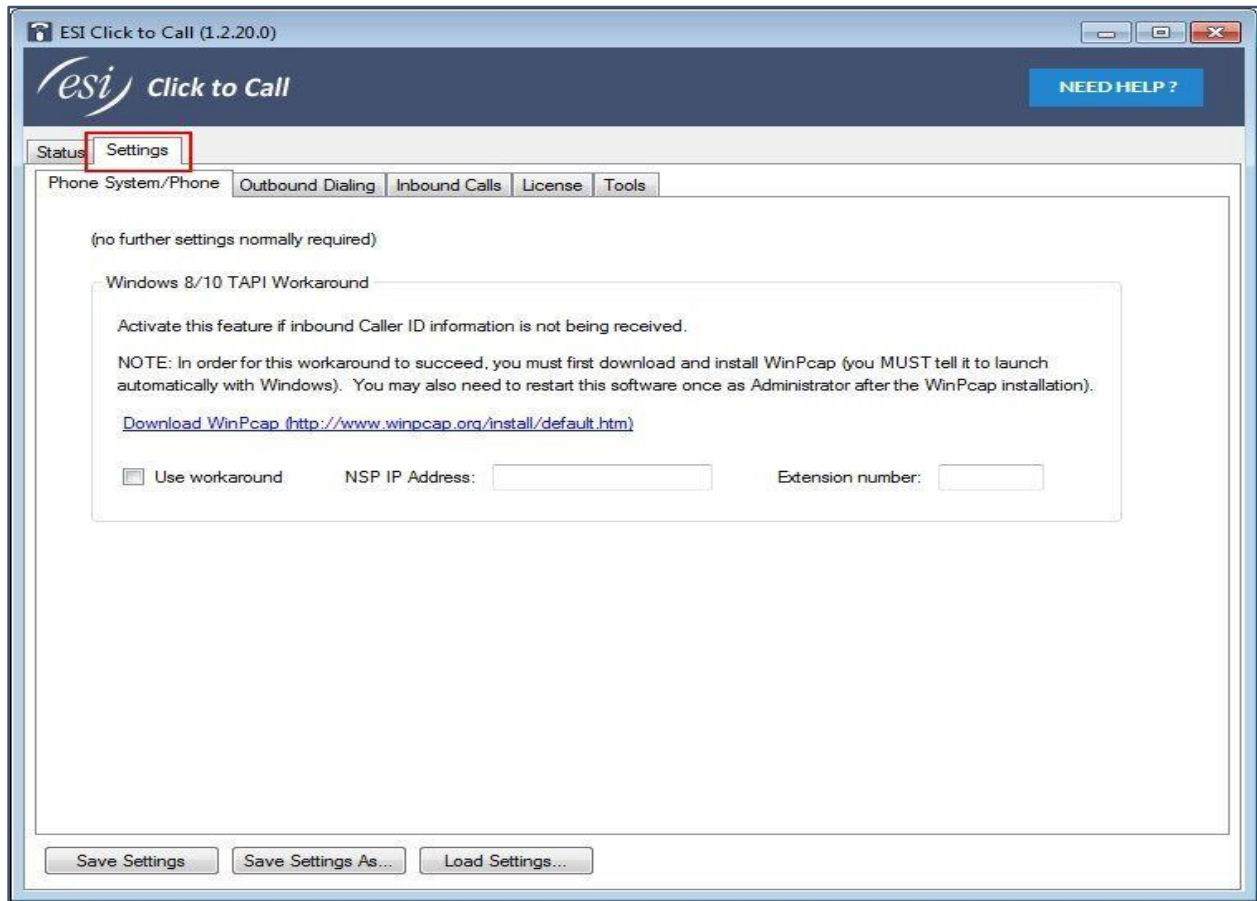 ESI Click to Call (1.2.20.0)
esi Click to Call
NEED HELP ?
Status Settings
Phone System/Phone Outbound Dialing Inbound Calls License Tools
(no further settings normally required)
Windows 8/10 TAPI Workaround
Activate this feature if inbound Caller ID information is not being received.
NOTE: In order for this workaround to succeed, you must first download and install WinPcap (you MUST tell it to launch
automatically with Windows). You may also need to restart this software once as Administrator after the WinPcap installation).
Download WinPcap (http://www.winpcap.org/install/default.htm)
Use workaround NSP IP Address: Extension number:
Save Settings Save Settings As... Load Settings...